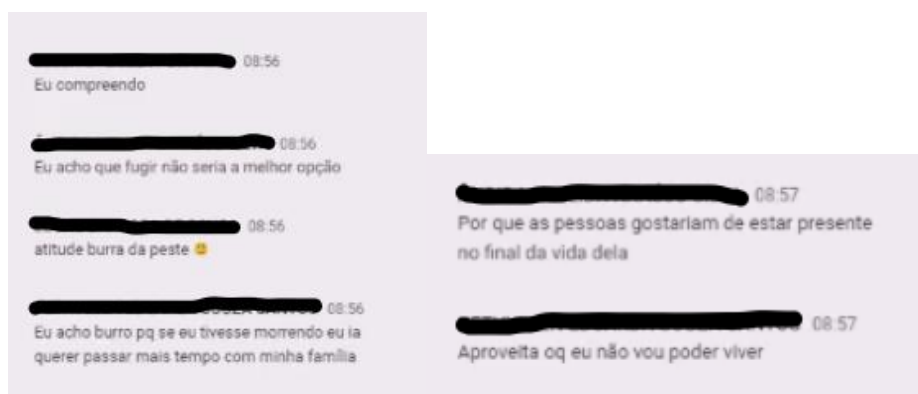 08:56
Eu compreendo
08:56
Eu acho que fugir não seria a melhor opção
08:56
atitude burra da peste
08:56
Eu acho burro pq se eu tivesse morrendo eu ia
querer passar mais tempo com minha família
08:57
Por que as pessoas gostariam de estar presente
no final da vida dela
08:57
Aproveita oq eu não vou poder viver